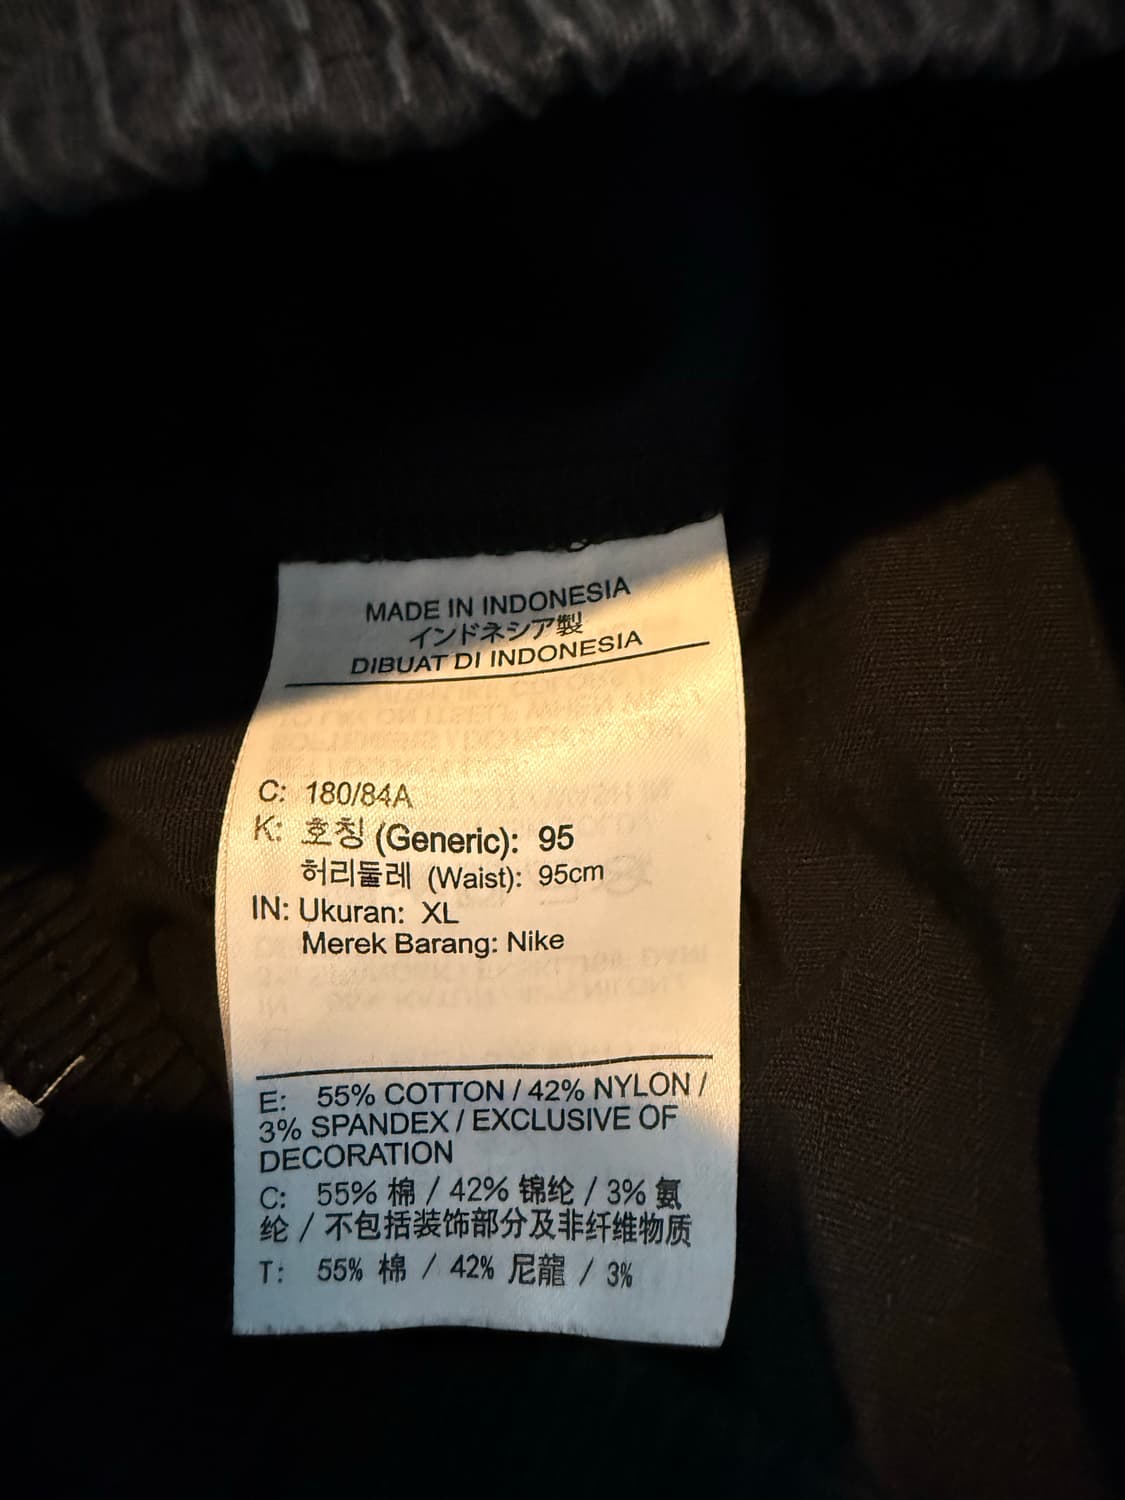 MADE IN INDONESIA
インドネシア製
DIBUAT DI INDONESIA
C: 180/84A
K: 호칭 (Generic): 95
허리둘레 (Waist): 95cm
IN: Ukuran: XL
Merek Barang: Nike
E: 55% COTTON / 42% NYLON /
3% SPANDEX / EXCLUSIVE OF
DECORATION
C: 55% 棉 / 42% 锦纶 / 3% 氨
纶 / 不包括装饰部分及非纤维物质
T: 55% 棉 / 42% 尼龍 / 3%